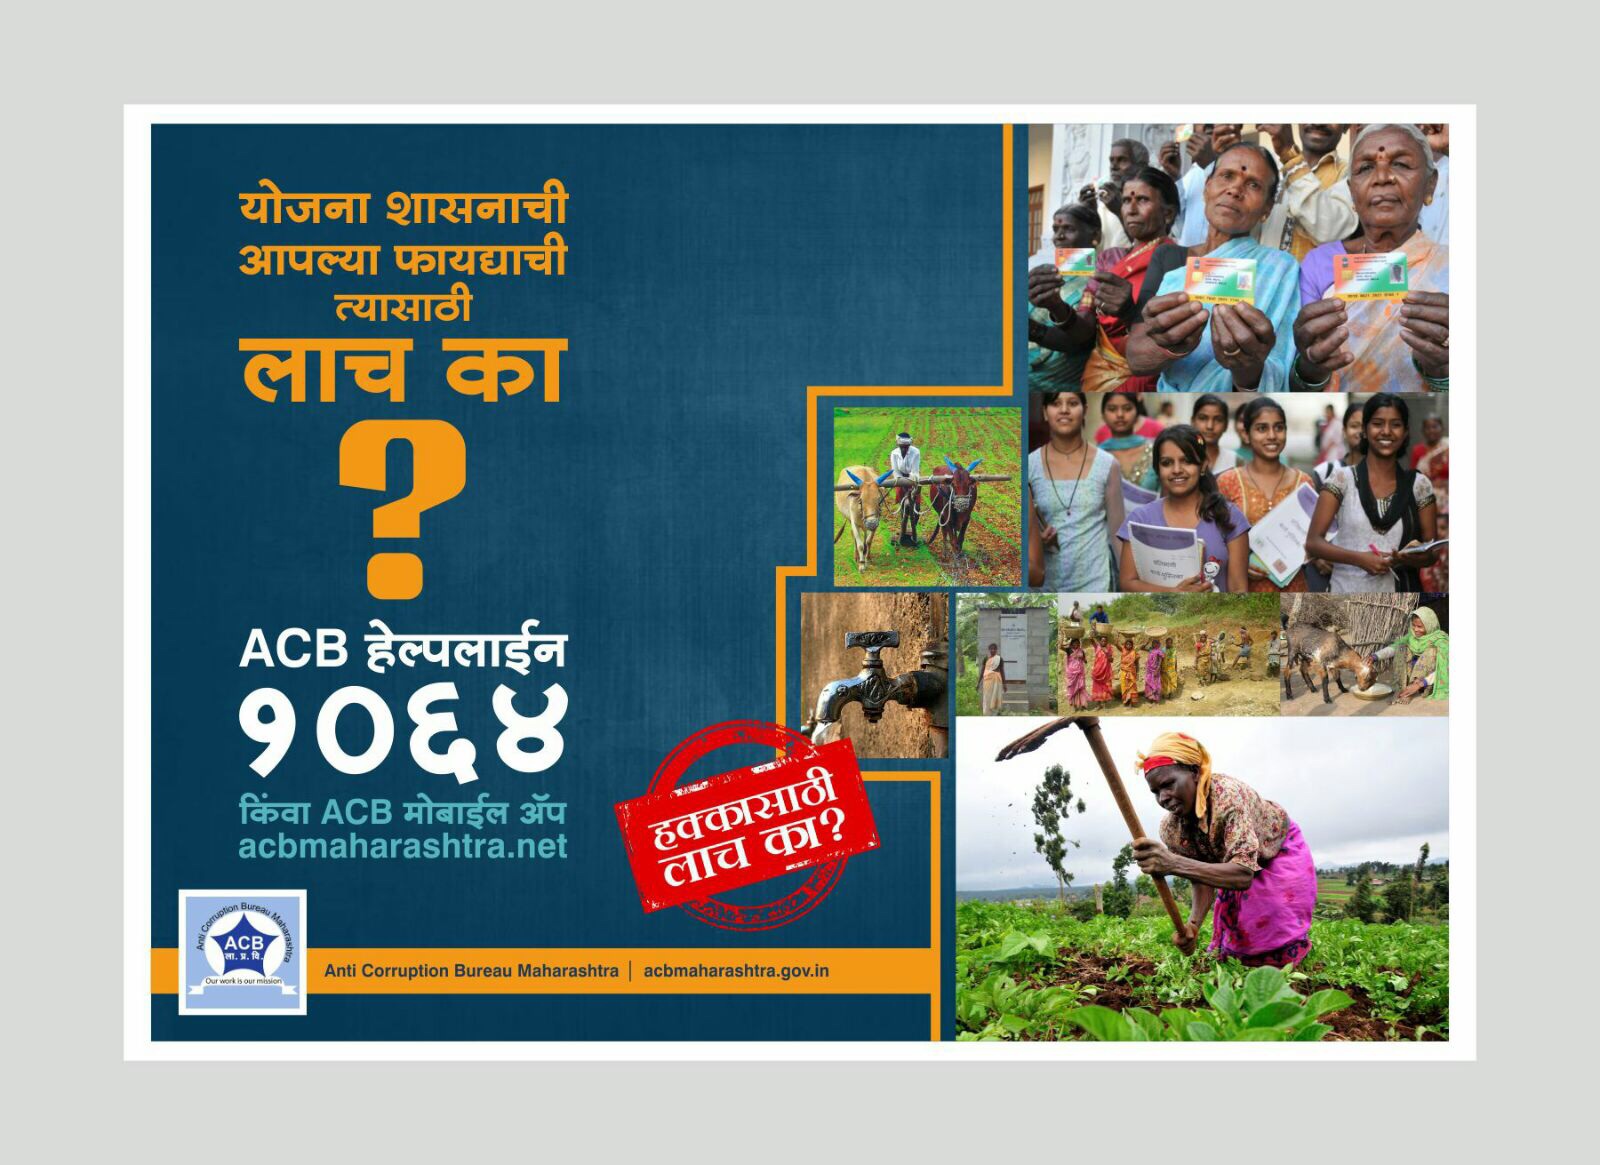 योजना शासनाची
आपल्या फायद्याची
त्यासाठी
लाच का
?
ACB हेल्पलाईन
१०६४
किंवा ACB मोबाईल ॲप
acbmaharashtra.net
हक्कासाठी
लाच का?
Anti Corruption Bureau Maharashtra
ACB
ला. प्र. वि.
Our work is our mission
Anti Corruption Bureau Maharashtra | acbmaharashtra.gov.in